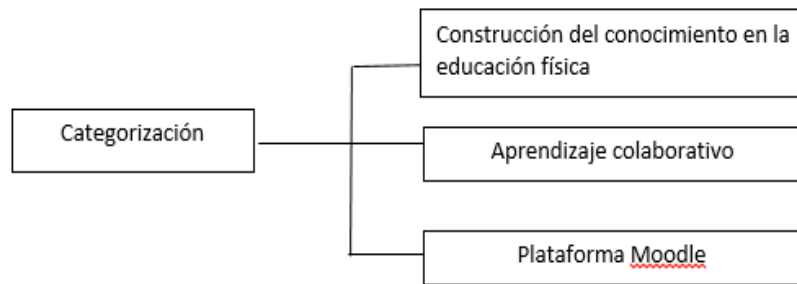 Construcción del conocimiento en la
educación física
Categorización
Aprendizaje colaborativo
Plataforma Moodle